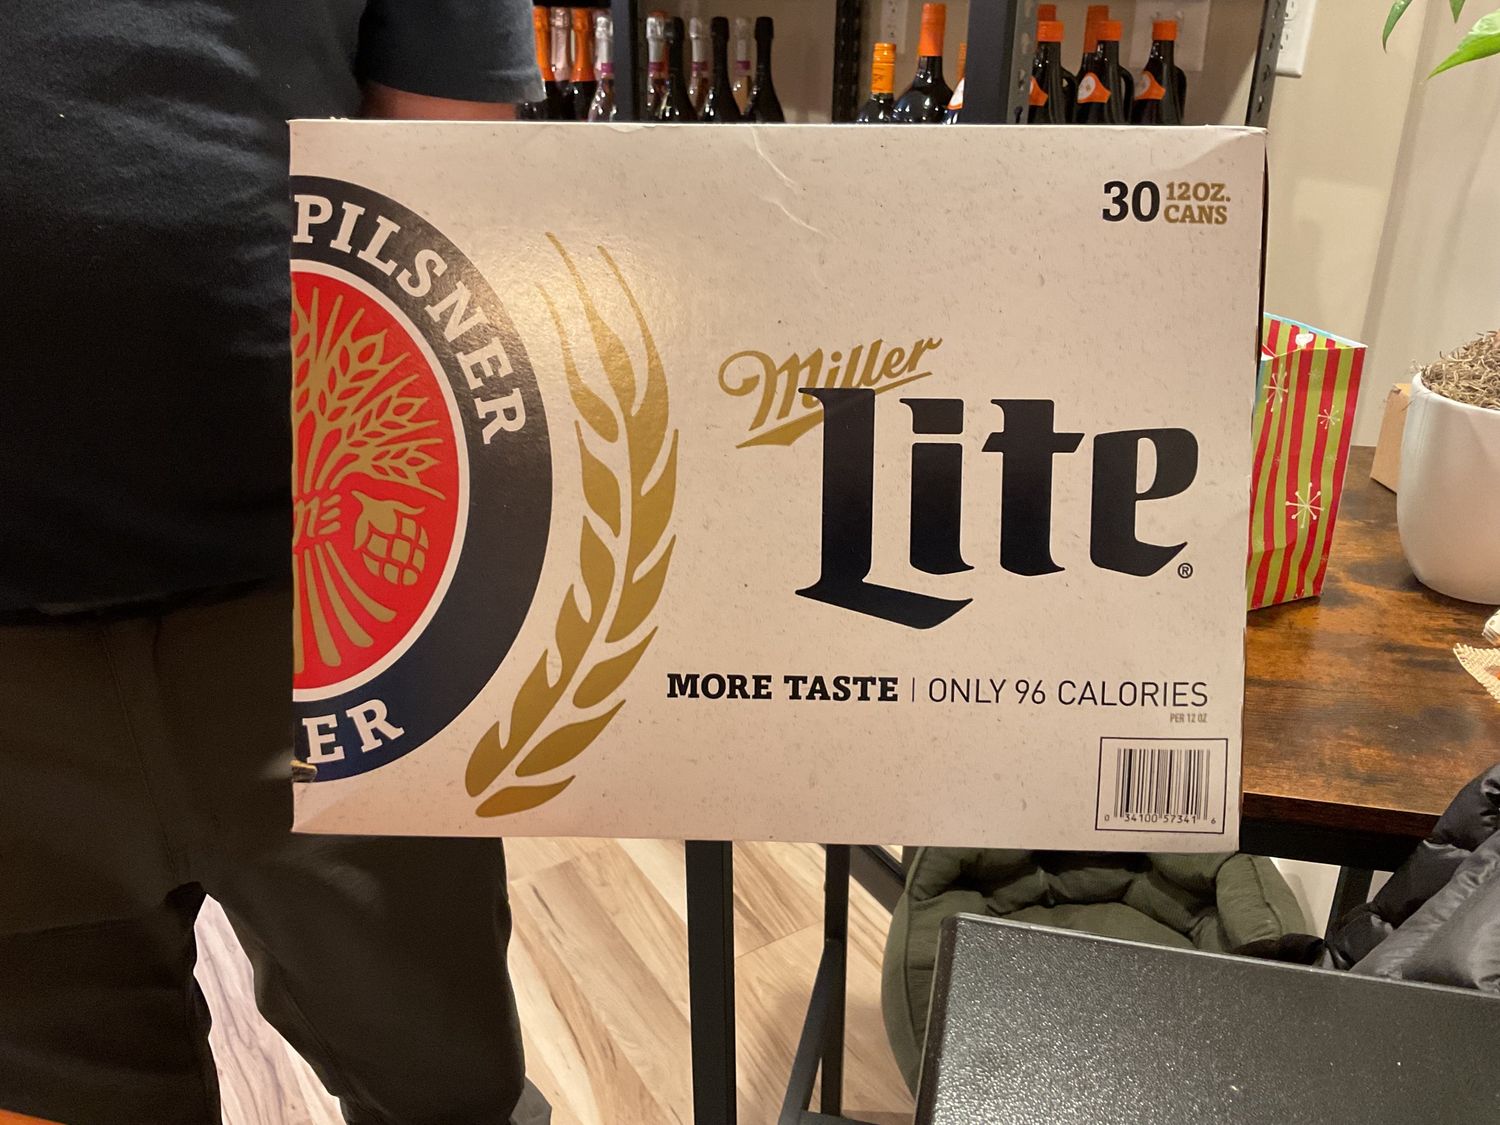 PILSNER
ER
30 12OZ.
CANS
Miller
Lite
®
MORE TASTE | ONLY 96 CALORIES
PER 12 OZ
0 34100 57341 6